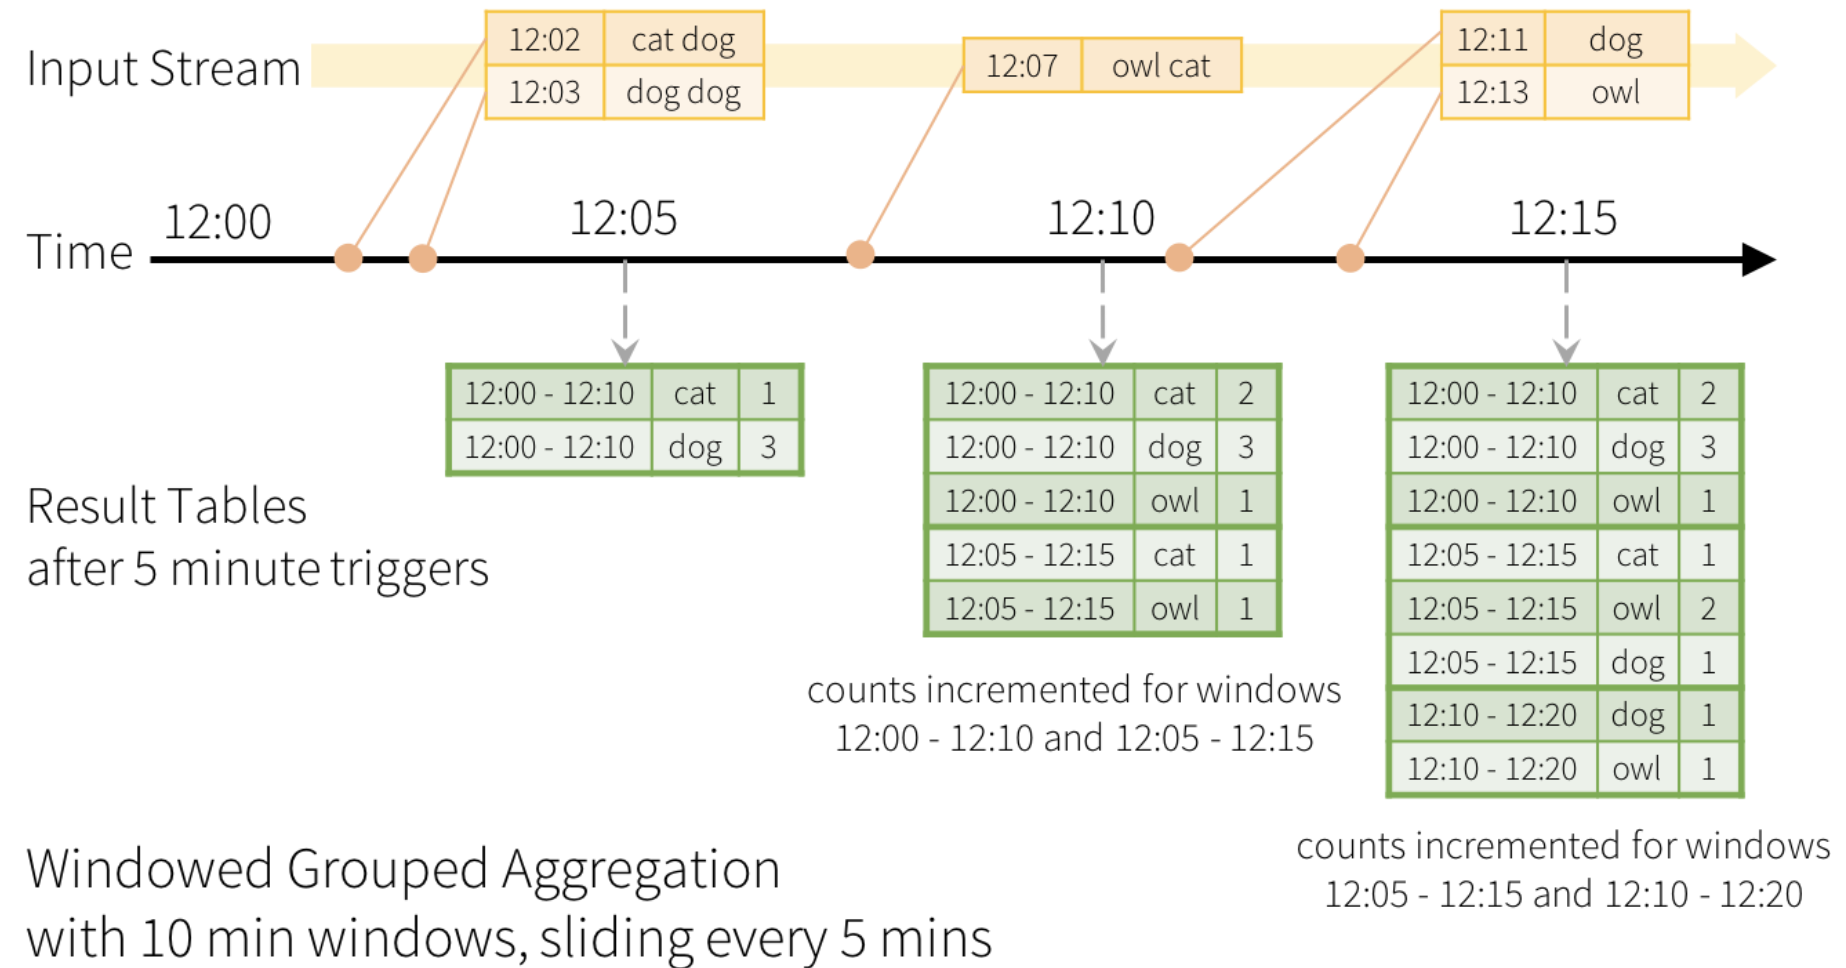 Input Stream
12:02 cat dog
12:03 dog dog
12:07 owl cat
12:11 dog
12:13 owl
Time
12:00
12:05
12:10
12:15
12:00 - 12:10 cat 1
12:00 - 12:10 dog 3
12:00 - 12:10 cat 2
12:00 - 12:10 dog 3
12:00 - 12:10 owl 1
12:05 - 12:15 cat 1
12:05 - 12:15 owl 1
12:00 - 12:10 cat 2
12:00 - 12:10 dog 3
12:00 - 12:10 owl 1
12:05 - 12:15 cat 1
12:05 - 12:15 owl 2
12:05 - 12:15 dog 1
12:10 - 12:20 dog 1
12:10 - 12:20 owl 1
Result Tables
after 5 minute triggers
counts incremented for windows
12:00 - 12:10 and 12:05 - 12:15
counts incremented for windows
12:05 - 12:15 and 12:10 - 12:20
Windowed Grouped Aggregation
with 10 min windows, sliding every 5 mins